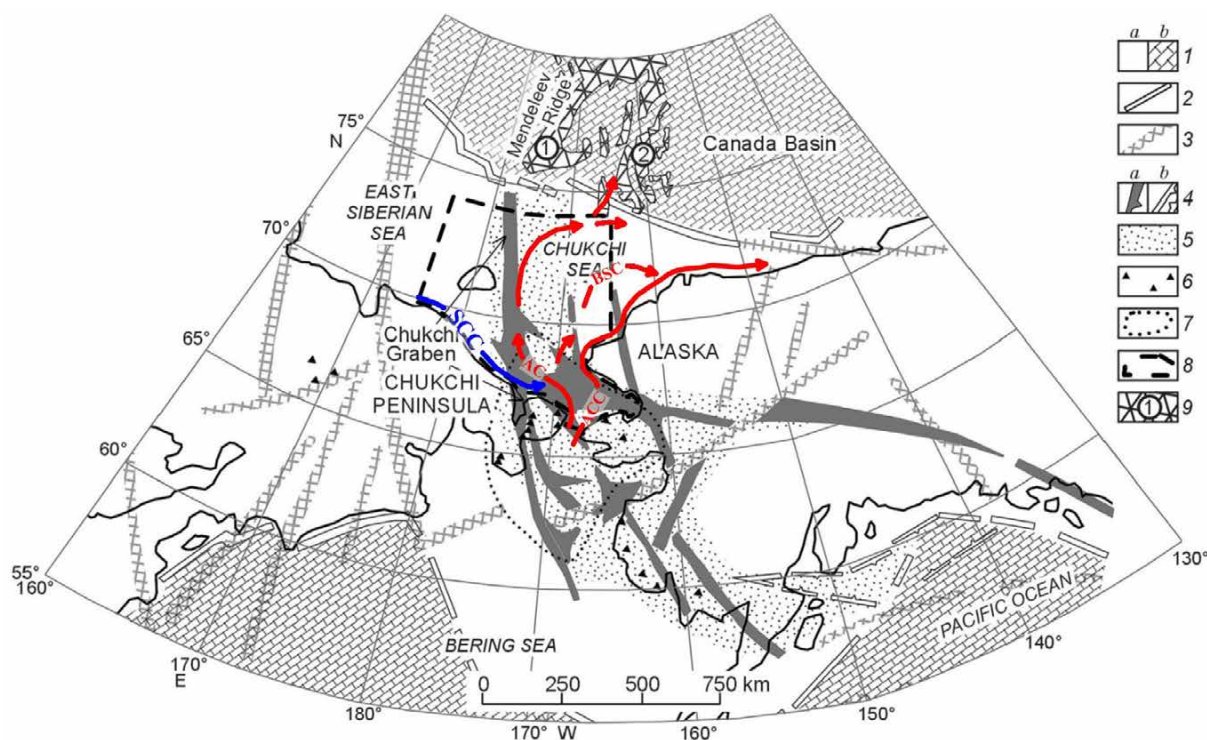 a b
1
2
3
a b
4
5
6
7
8
1 9
Mendeleev
Ridge
1
2
Canada Basin
75°
N
EAST
SIBERIAN
SEA
70°
CHUKCHI
SEA
BSC
65°
SCC
Chukchi
Graben
ALASKA
AC
CHUKCHI
PENINSULA
ACC
60°
55°
160°
130°
PACIFIC OCEAN
140°
BERING SEA
170°
E
0 250 500 750 km
180°
170° W
160°
150°